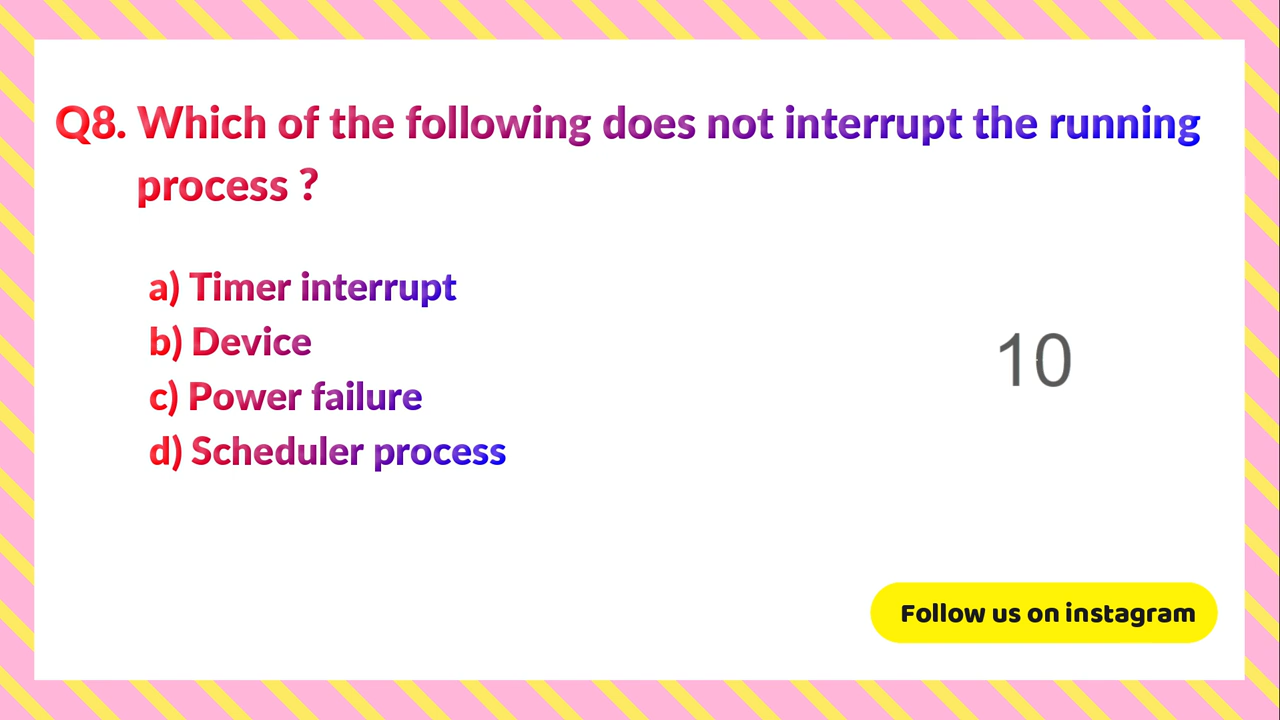 Q8. Which of the following does not interrupt the running
process ?
a) Timer interrupt
b) Device
c) Power failure
d) Scheduler process
10
Follow us on instagram